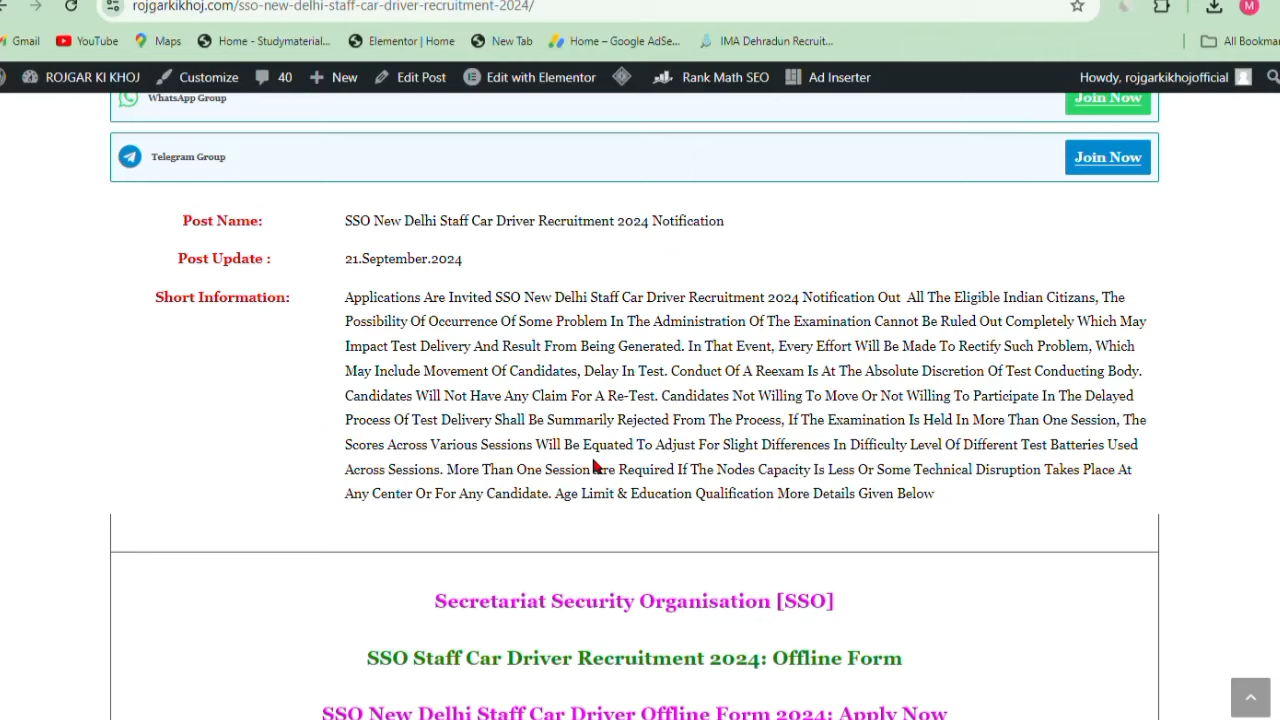 rojgarkikhoj.com/sso-new-delhi-staff-car-driver-recruitment-2024/
M
Gmail YouTube Maps Home - Studymaterial... Elementor | Home New Tab Home – Google AdSe... IMA Dehradun Recruit... All Bookmar
ROJGAR KI KHOJ Customize 40 New Edit Post Edit with Elementor Rank Math SEO Ad Inserter Howdy, rojgarkikhojofficial
WhatsApp Group Join Now
Telegram Group Join Now
Post Name: SSO New Delhi Staff Car Driver Recruitment 2024 Notification
Post Update : 21.September.2024
Short Information: Applications Are Invited SSO New Delhi Staff Car Driver Recruitment 2024 Notification Out All The Eligible Indian Citizans, The
Possibility Of Occurrence Of Some Problem In The Administration Of The Examination Cannot Be Ruled Out Completely Which May
Impact Test Delivery And Result From Being Generated. In That Event, Every Effort Will Be Made To Rectify Such Problem, Which
May Include Movement Of Candidates, Delay In Test. Conduct Of A Reexam Is At The Absolute Discretion Of Test Conducting Body.
Candidates Will Not Have Any Claim For A Re-Test. Candidates Not Willing To Move Or Not Willing To Participate In The Delayed
Process Of Test Delivery Shall Be Summarily Rejected From The Process, If The Examination Is Held In More Than One Session, The
Scores Across Various Sessions Will Be Equated To Adjust For Slight Differences In Difficulty Level Of Different Test Batteries Used
Across Sessions. More Than One Session Are Required If The Nodes Capacity Is Less Or Some Technical Disruption Takes Place At
Any Center Or For Any Candidate. Age Limit & Education Qualification More Details Given Below
Secretariat Security Organisation [SSO]
SSO Staff Car Driver Recruitment 2024: Offline Form
SSO New Delhi Staff Car Driver Offline Form 2024: Apply Now